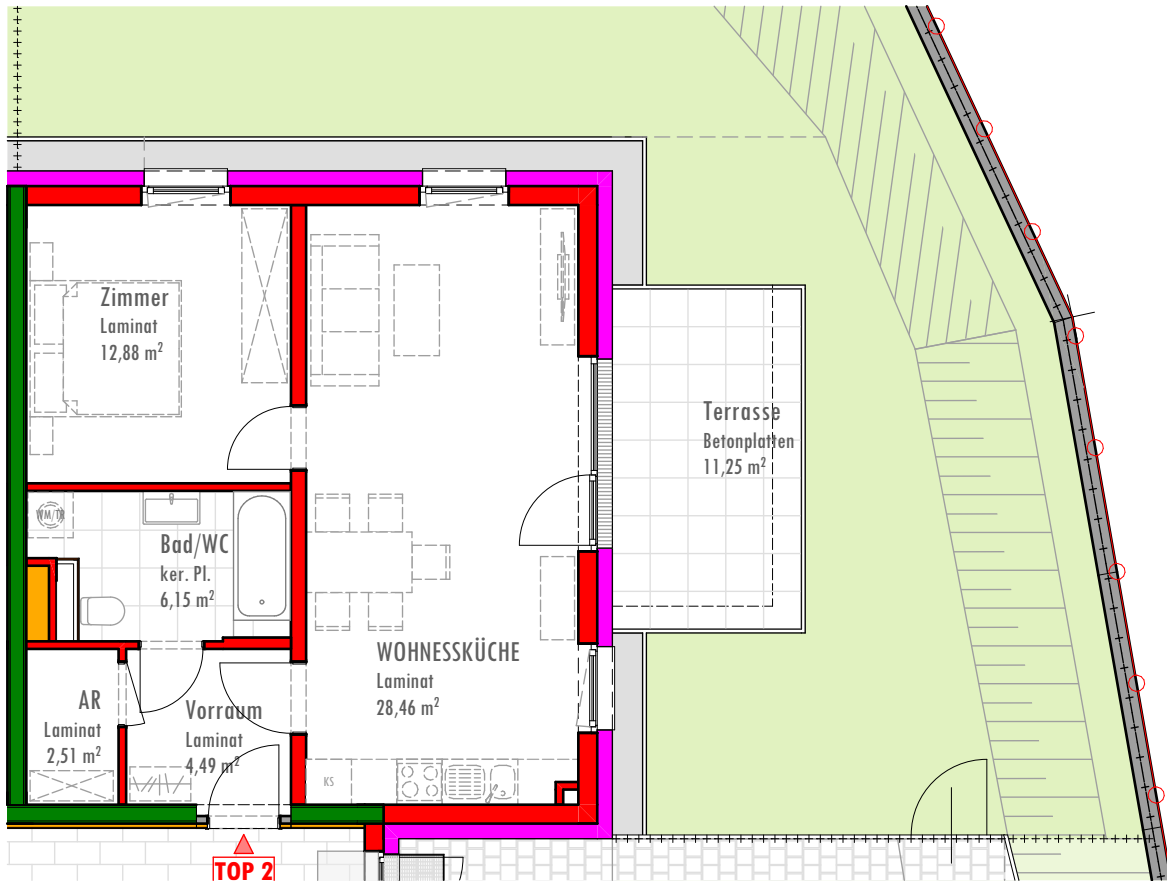 Zimmer
Laminat
12,88 m²
Terrasse
Betonplatten
11,25 m²
WM/TR
Bad/WC
ker. Pl.
6,15 m²
WOHNESSKÜCHE
Laminat
28,46 m²
AR
Laminat
2,51 m²
Vorraum
Laminat
4,49 m²
KS
TOP 2